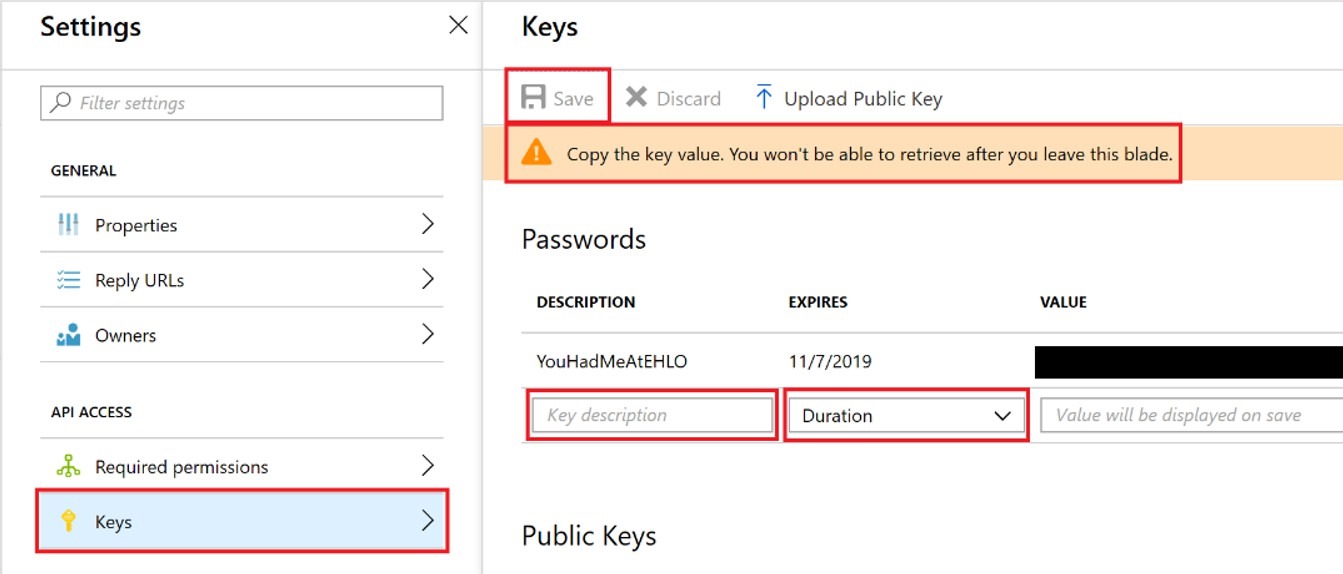 Settings
Filter settings
GENERAL
Properties
Reply URLs
Owners
API ACCESS
Required permissions
Keys
Keys
Save Discard Upload Public Key
Copy the key value. You won't be able to retrieve after you leave this blade.
Passwords
DESCRIPTION EXPIRES VALUE
YouHadMeAtEHLO 11/7/2019
Key description Duration Value will be displayed on save
Public Keys